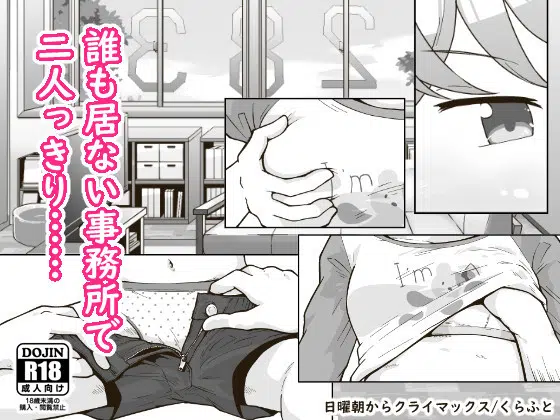 283
誰も居ない事務所で
二人っきり……
I'm
I'm
DOJIN
R18
成人向け
18歳未満の
購入・閲覧禁止
日曜朝からクライマックス/くらふと